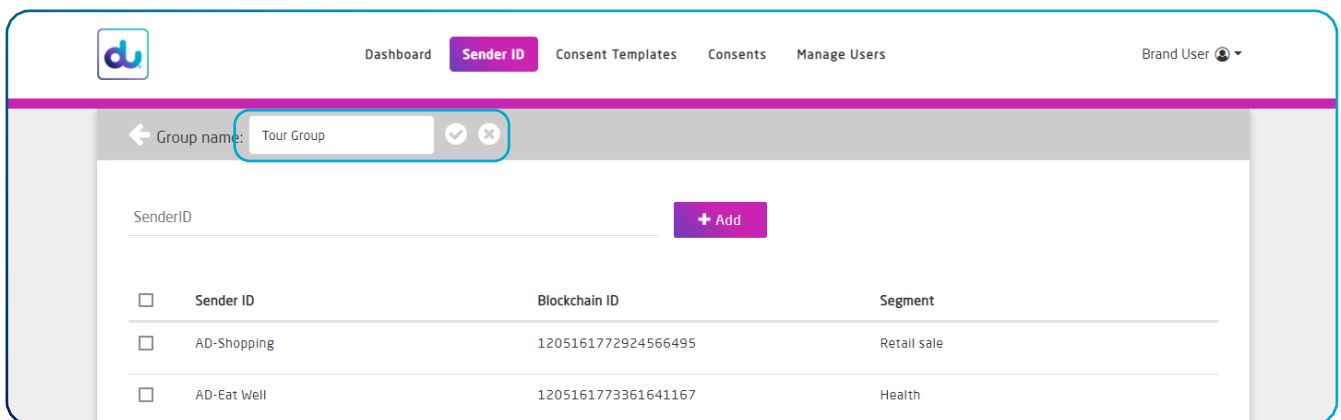 du
Dashboard Sender ID Consent Templates Consents Manage Users Brand User
Group name: Tour Group
SenderID + Add
Sender ID Blockchain ID Segment
AD-Shopping 1205161772924566495 Retail sale
AD-Eat Well 1205161773361641167 Health